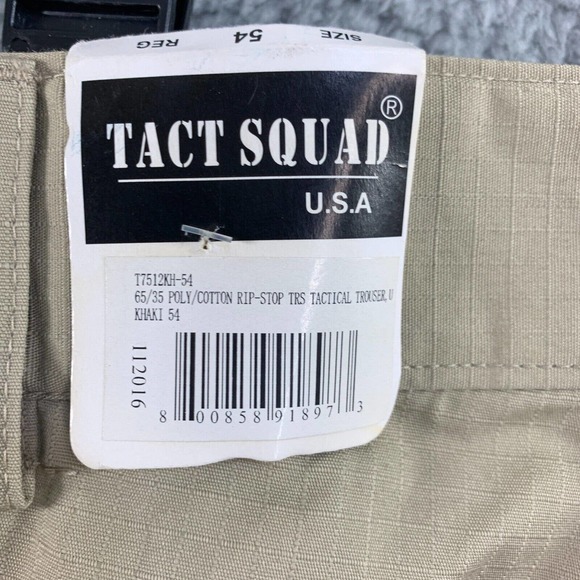 SIZE 54 REG
TACT SQUAD®
U.S.A
T7512KH-54
65/35 POLY/COTTON RIP-STOP TRS TACTICAL TROUSER, U
KHAKI 54
112016
8 00858 91897 3